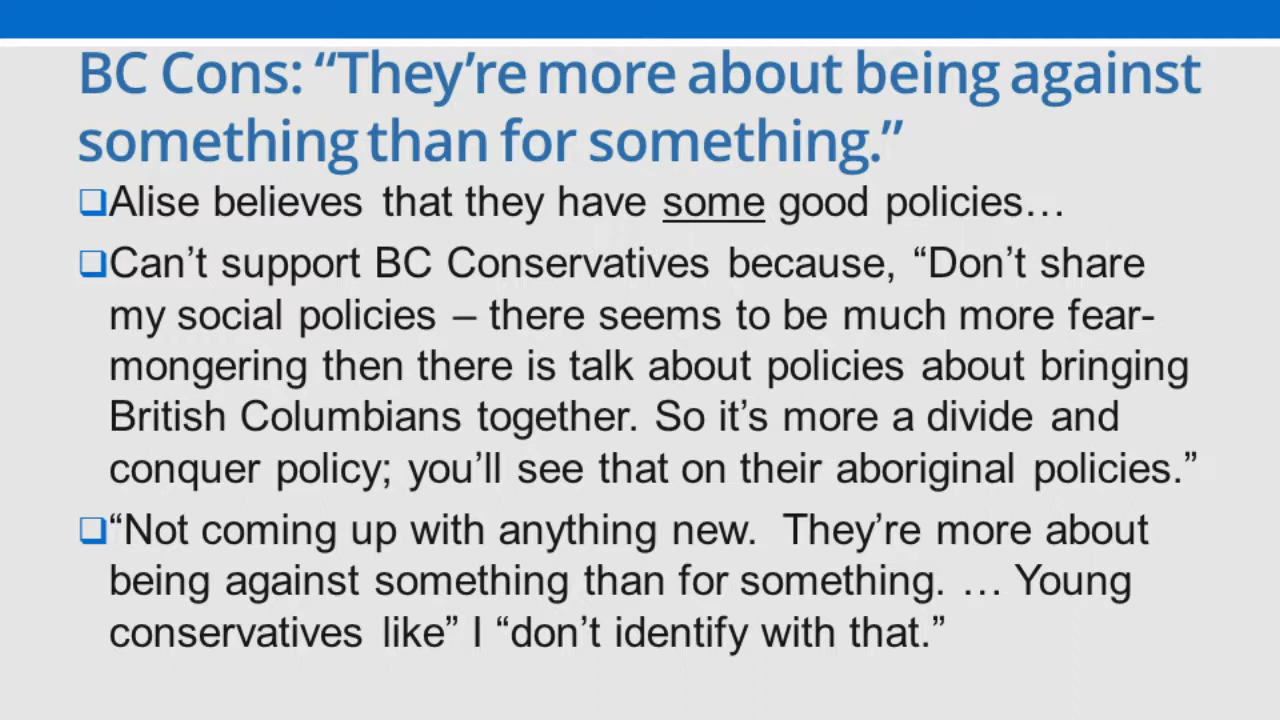 BC Cons: “They’re more about being against
something than for something.”
❑Alise believes that they have some good policies…
❑Can’t support BC Conservatives because, “Don’t share
my social policies – there seems to be much more fear-
mongering then there is talk about policies about bringing
British Columbians together. So it’s more a divide and
conquer policy; you’ll see that on their aboriginal policies.”
❑“Not coming up with anything new. They’re more about
being against something than for something. … Young
conservatives like” I “don’t identify with that.”